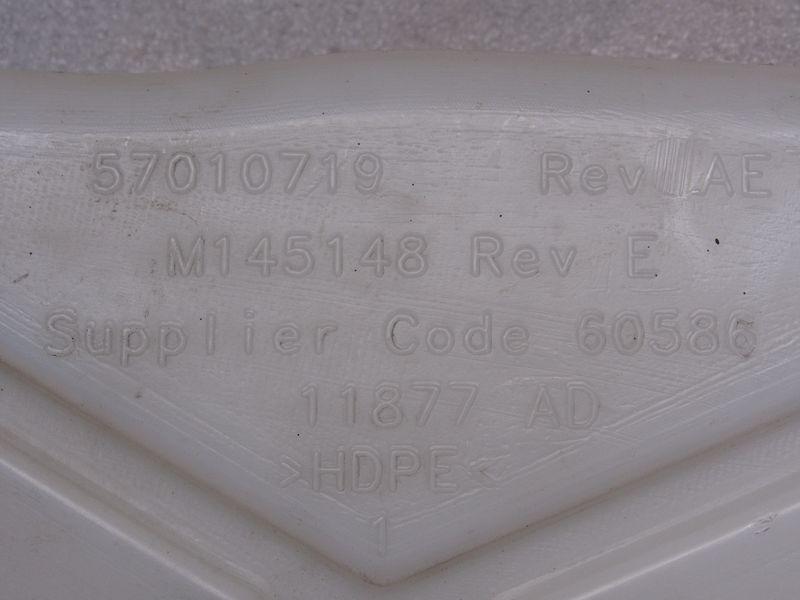 57010719 Rev AE
M145148 Rev E
Supplier Code 60586
11877 AD
>HDPE<
1